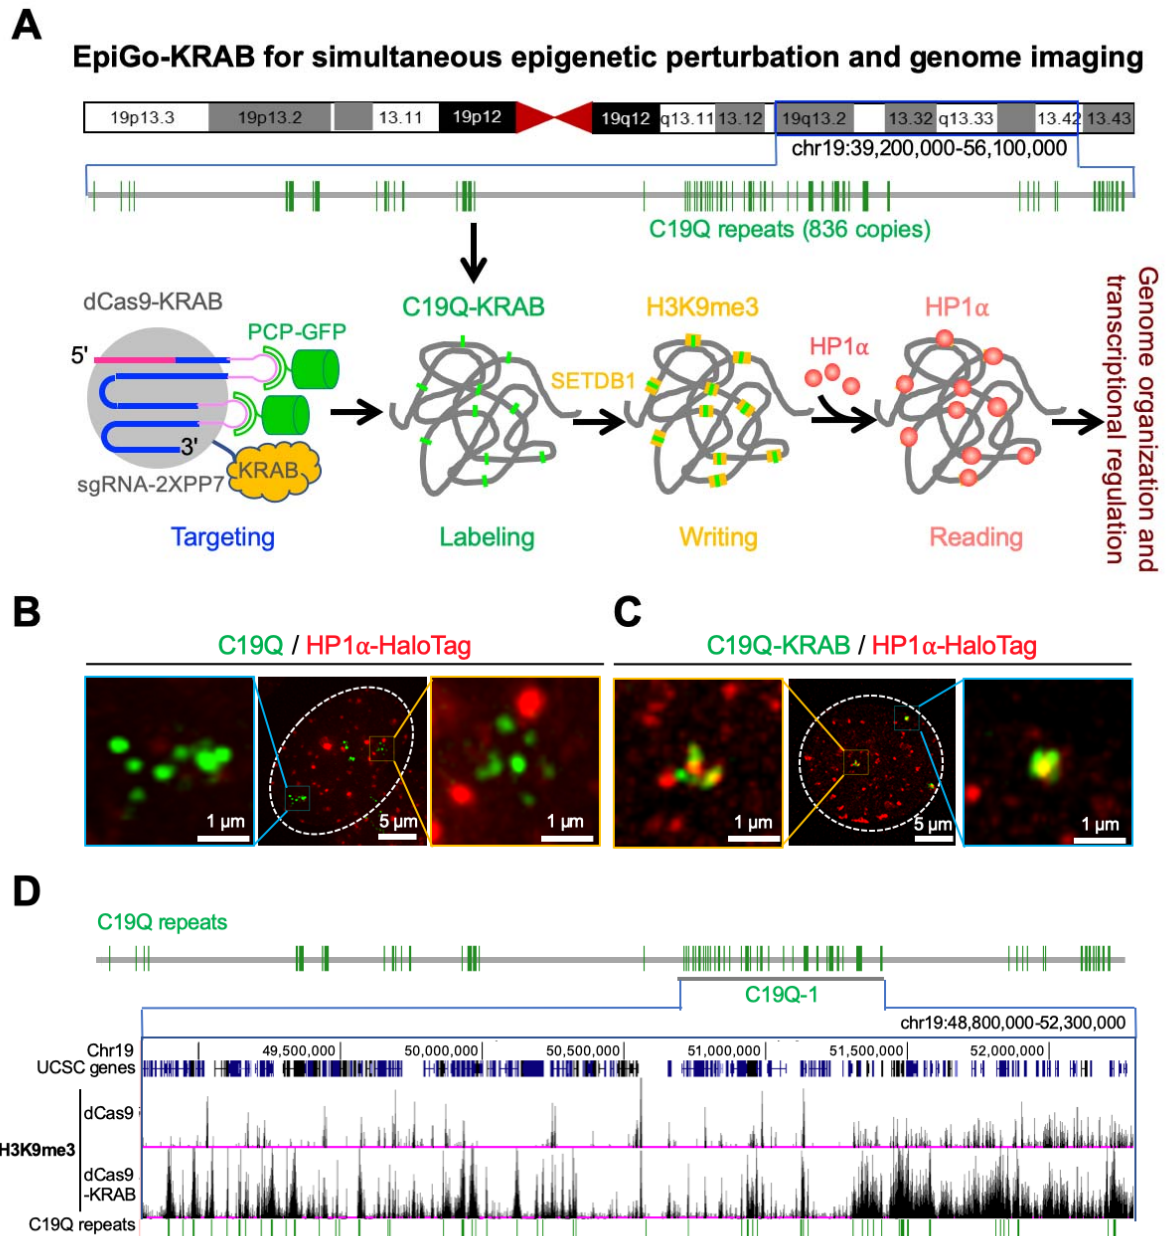 A
EpiGo-KRAB for simultaneous epigenetic perturbation and genome imaging
19p13.3 19p13.2 13.11 19p12 19q12 q13.11 13.12 19q13.2 13.32 q13.33 13.42 13.43
chr19:39,200,000-56,100,000
C19Q repeats (836 copies)
dCas9-KRAB
PCP-GFP
5'
3'
KRAB
sgRNA-2XPP7
Targeting
C19Q-KRAB
Labeling
SETDB1
H3K9me3
Writing
HP1α
HP1α
Reading
Genome organization and
transcriptional regulation
B
C19Q / HP1α-HaloTag
1 µm
5 µm
1 µm
C
C19Q-KRAB / HP1α-HaloTag
1 µm
5 µm
1 µm
D
C19Q repeats
C19Q-1
chr19:48,800,000-52,300,000
Chr19 49,500,000 50,000,000 50,500,000 51,000,000 51,500,000 52,000,000
UCSC genes
H3K9me3
dCas9
dCas9
-KRAB
C19Q repeats